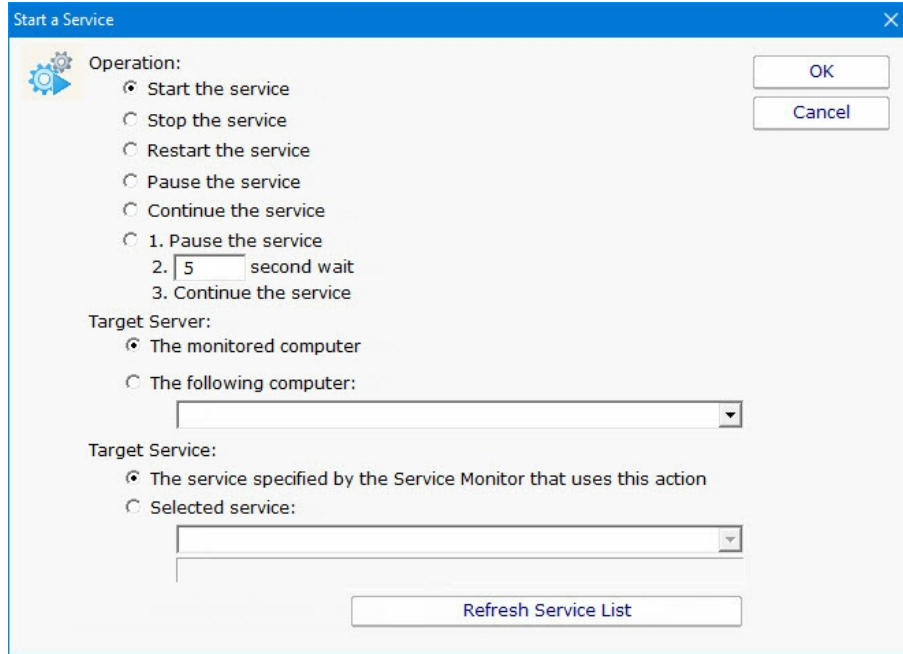 Start a Service
Operation:
Start the service
OK
Stop the service
Cancel
Restart the service
Pause the service
Continue the service
1. Pause the service
2. 5 second wait
3. Continue the service
Target Server:
The monitored computer
The following computer:
Target Service:
The service specified by the Service Monitor that uses this action
Selected service:
Refresh Service List